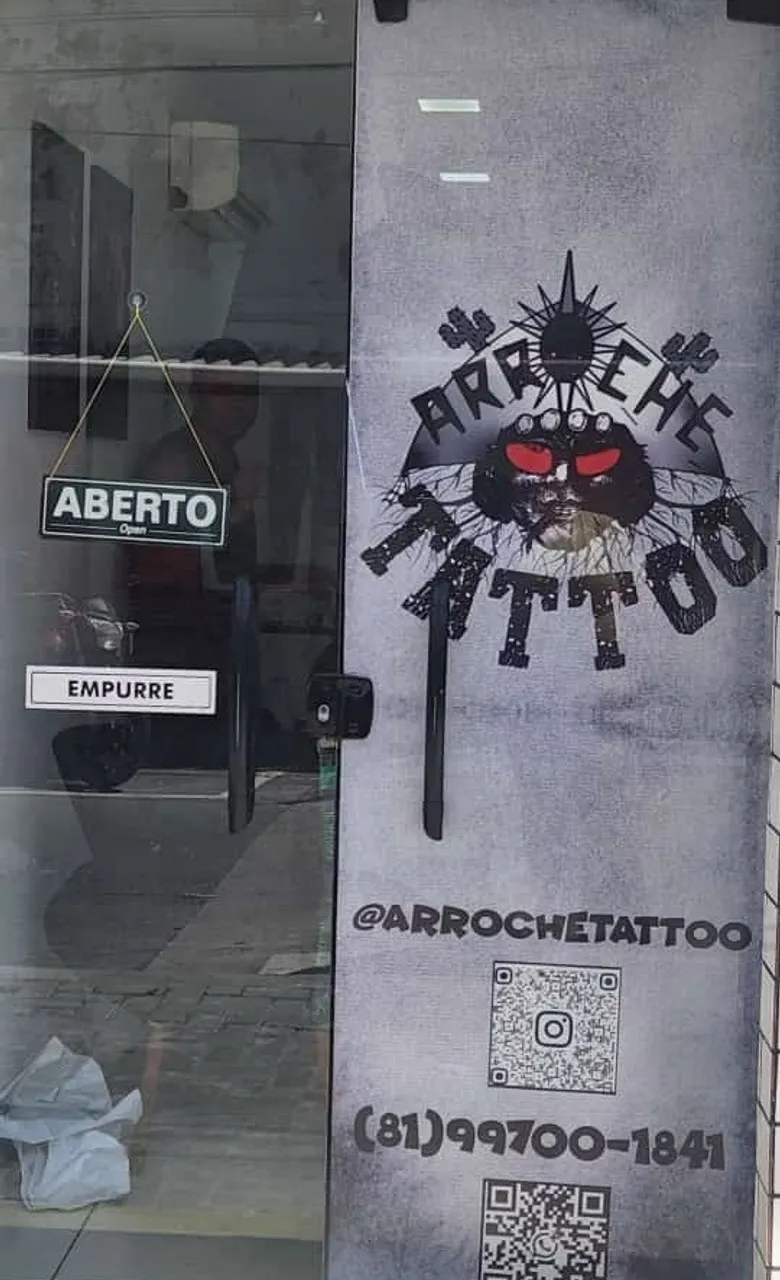 ABERTO
Open
EMPURRE
ARROCHE
TATTOO
@ARROCHETATTOO
(81)99700-1841